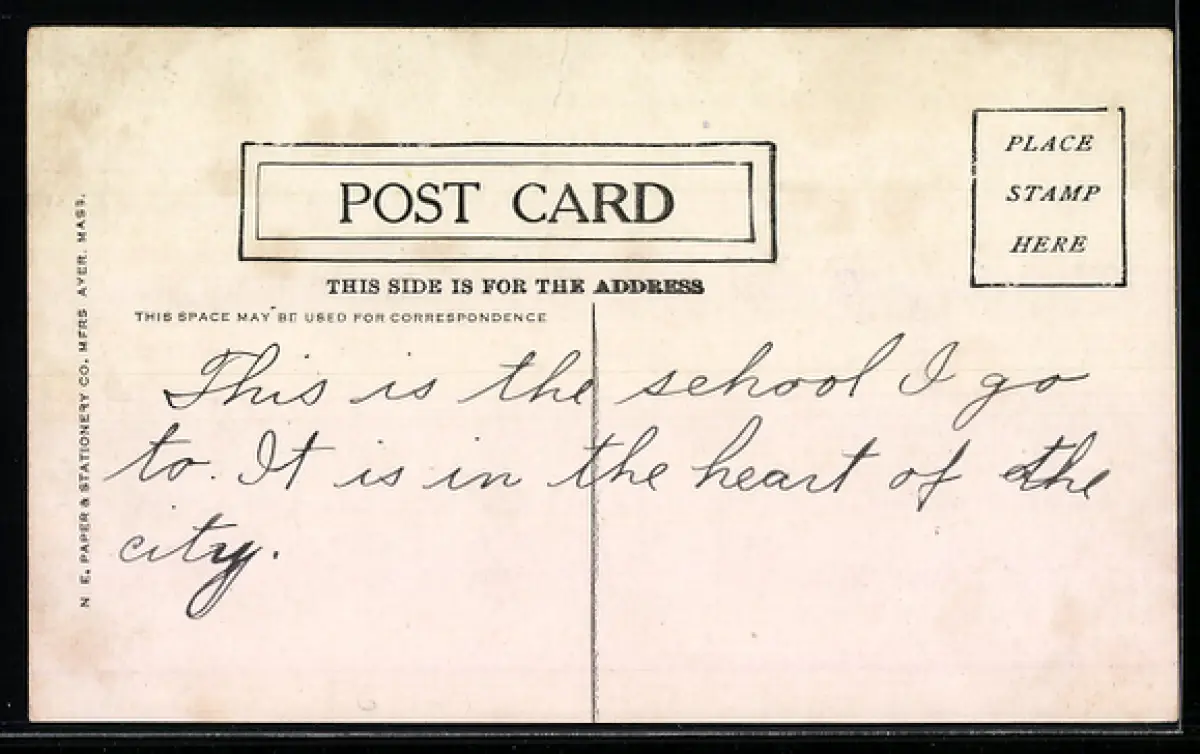 POST CARD
PLACE
STAMP
HERE
THIS SIDE IS FOR THE ADDRESS
THIS SPACE MAY BE USED FOR CORRESPONDENCE
N. E. PAPER & STATIONERY CO. MFRS AYER. MASS.
This is the school I go
to. It is in the heart of the
city.